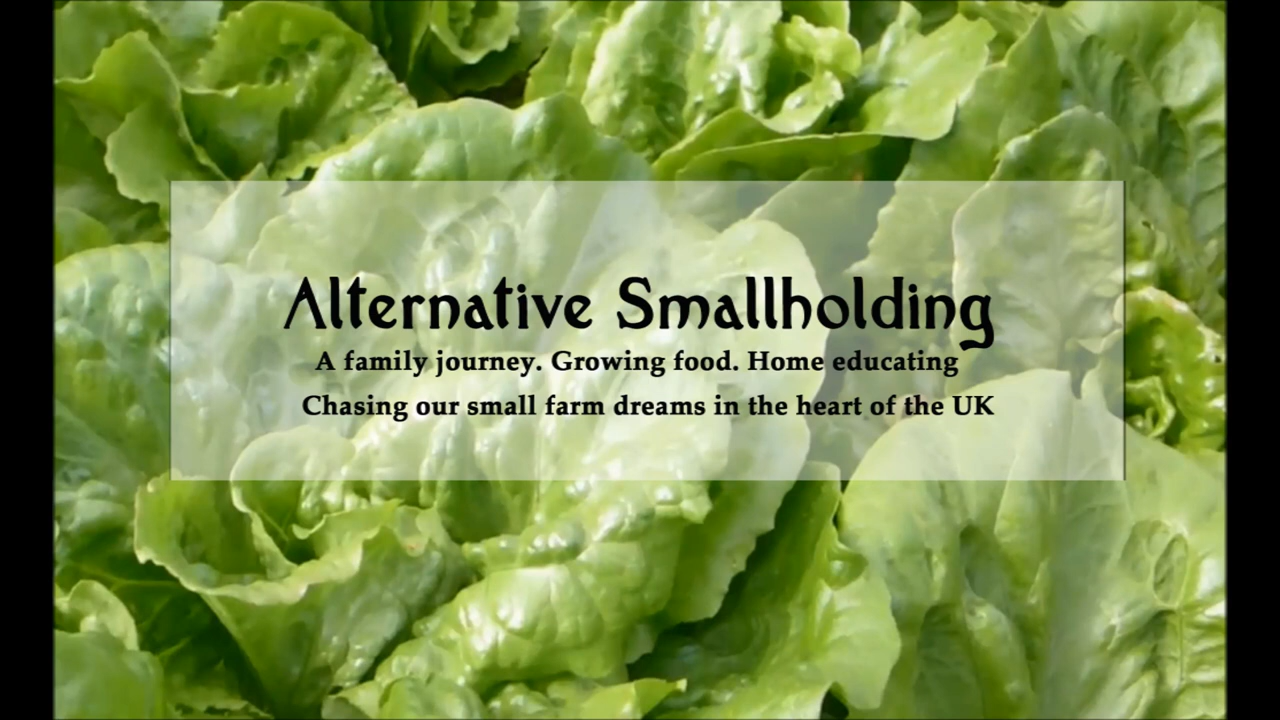 Alternative Smallholding
A family journey. Growing food. Home educating
Chasing our small farm dreams in the heart of the UK